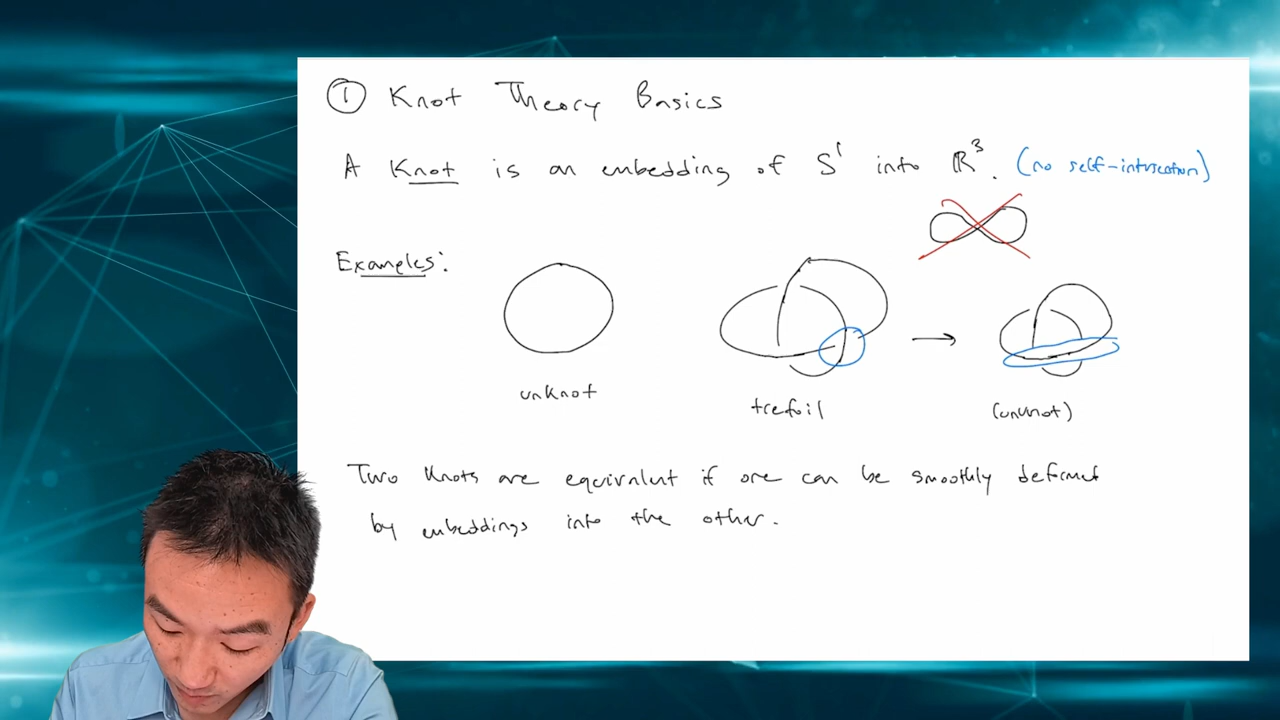 ① Knot Theory Basics
A Knot is an embedding of S¹ into ℝ³. (no self-intersection)
Examples:
unknot
trefoil
(unknot)
Two Knots are equivalent if one can be smoothly deformed
by embeddings into the other.